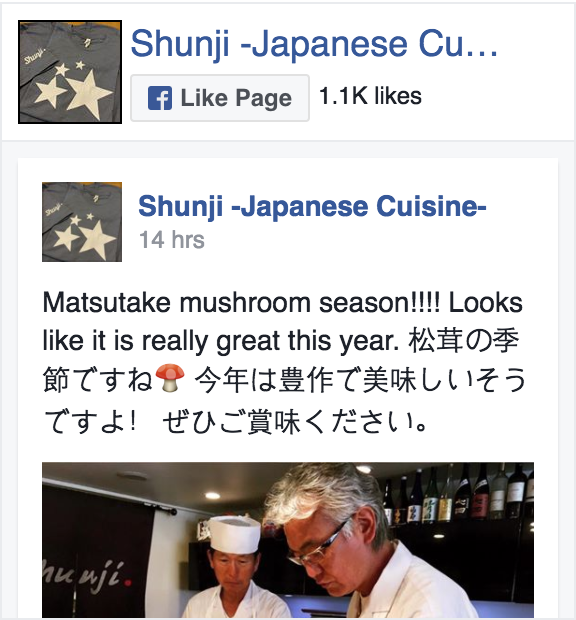 Shunji -Japanese Cu...
Like Page
1.1K likes
Shunji -Japanese Cuisine-
14 hrs
Matsutake mushroom season!!!! Looks
like it is really great this year. 松茸の季
節ですね🍄 今年は豊作で美味しいそう
ですよ！ ぜひご賞味ください。
shunji.